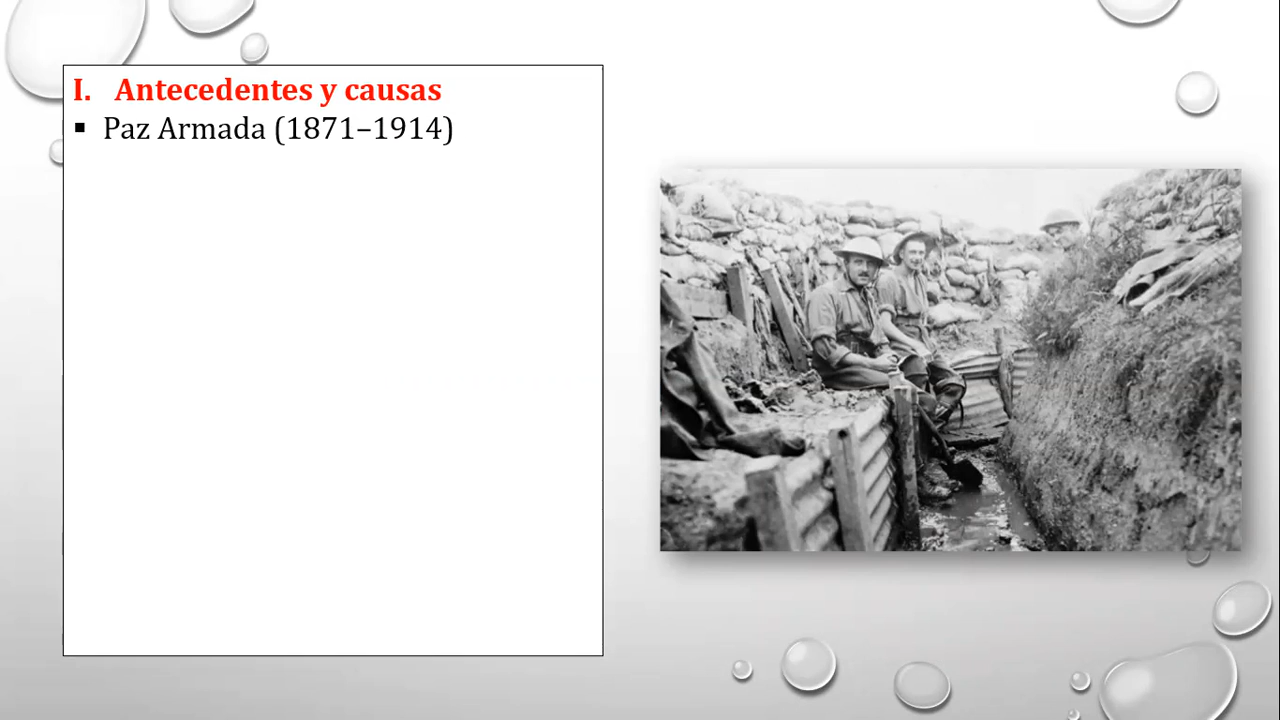 I. Antecedentes y causas
▪ Paz Armada (1871–1914)